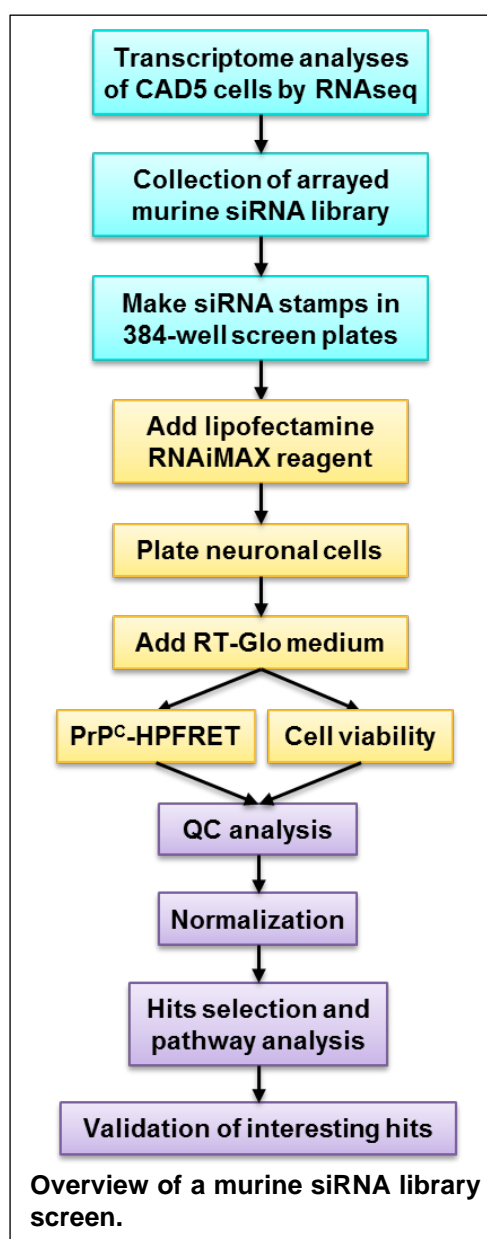 Transcriptome analyses
of CAD5 cells by RNAseq
Collection of arrayed
murine siRNA library
Make siRNA stamps in
384-well screen plates
Add lipofectamine
RNAiMAX reagent
Plate neuronal cells
Add RT-Glo medium
PrPᶜ-HPFRET
Cell viability
QC analysis
Normalization
Hits selection and
pathway analysis
Validation of interesting hits
Overview of a murine siRNA library
screen.